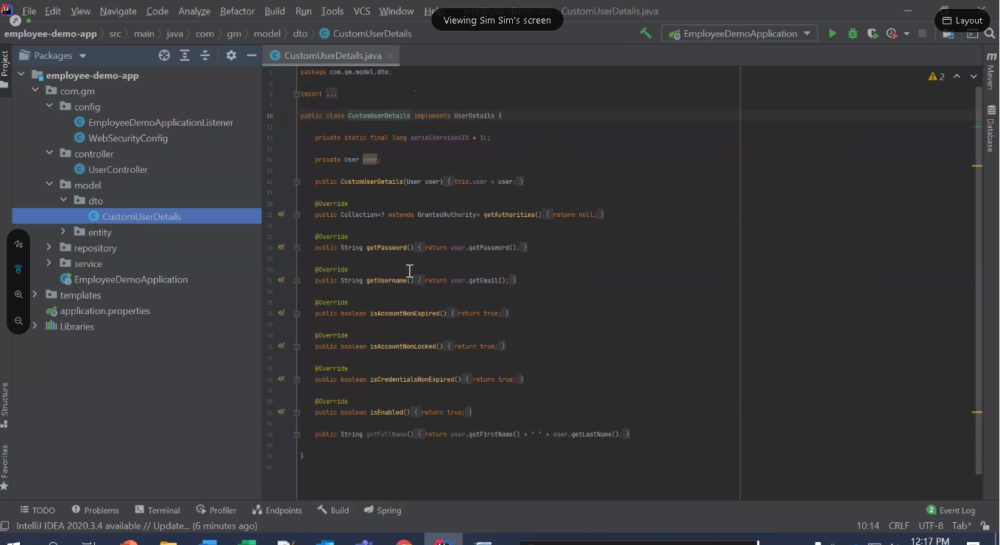 File Edit View Navigate Code Analyze Refactor Build Run Tools VCS Window Help employee-demo-app CustomUserDetails.java
Viewing Sim Sim's screen
Layout
employee-demo-app src main java com gm model dto CustomUserDetails
EmployeeDemoApplication
Project
Packages
employee-demo-app
com.gm
config
EmployeeDemoApplicationListener
WebSecurityConfig
controller
UserController
model
dto
CustomUserDetails
entity
repository
service
EmployeeDemoApplication
templates
application.properties
Libraries
Structure
Favorites
CustomUserDetails.java
2
1 package com.gm.model.dto;
2
3 import ...
9
10 public class CustomUserDetails implements UserDetails {
11
12 private static final long serialVersionUID = 1L;
13
14 private User user;
15
16 public CustomUserDetails(User user) { this.user = user; }
19
20 @Override
21 public Collection<? extends GrantedAuthority> getAuthorities() { return null; }
24
25 @Override
26 public String getPassword() { return user.getPassword(); }
29
30 @Override
31 public String getUsername() { return user.getEmail(); }
34
35 @Override
36 public boolean isAccountNonExpired() { return true; }
39
40 @Override
41 public boolean isAccountNonLocked() { return true; }
44
45 @Override
46 public boolean isCredentialsNonExpired() { return true; }
49
50 @Override
51 public boolean isEnabled() { return true; }
54
public String getFullName() { return user.getFirstName() + " " + user.getLastName(); }
58
59 }
Maven
Database
TODO Problems Terminal Profiler Endpoints Build Spring
2 Event Log
IntelliJ IDEA 2020.3.4 available // Update... (6 minutes ago)
10:14 CRLF UTF-8 Tab*
12:17 PM